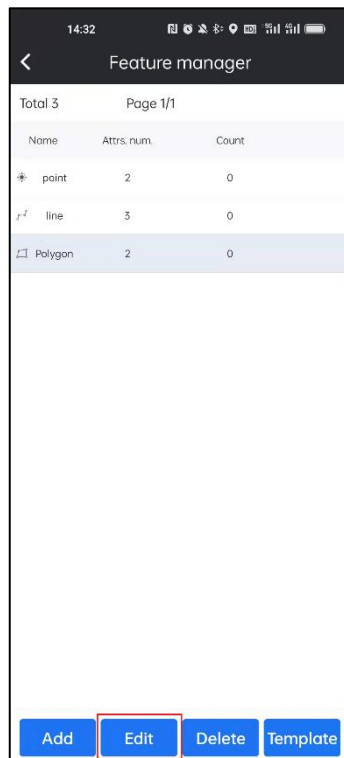 14:32
Feature manager
Total 3 Page 1/1
Name Attrs. num. Count
point 2 0
line 3 0
Polygon 2 0
Add Edit Delete Template